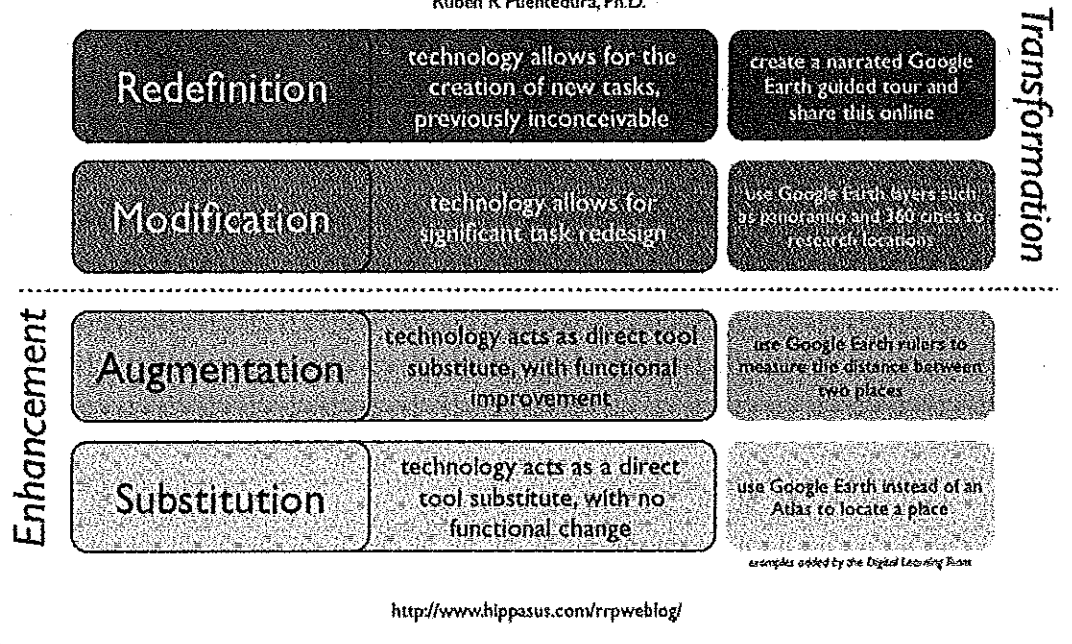 Ruben R Puentedura, Ph.D.
Transformation
Redefinition
technology allows for the
creation of new tasks,
previously inconceivable
create a narrated Google
Earth guided tour and
share this online
Modification
technology allows for
significant task redesign
use Google Earth layers such
as panoramio and 360 cities to
research locations
Enhancement
Augmentation
technology acts as direct tool
substitute, with functional
improvement
use Google Earth rulers to
measure the distance between
two places
Substitution
technology acts as a direct
tool substitute, with no
functional change
use Google Earth instead of an
Atlas to locate a place
examples added by the Digital Learning Team
http://www.hippasus.com/rrpweblog/